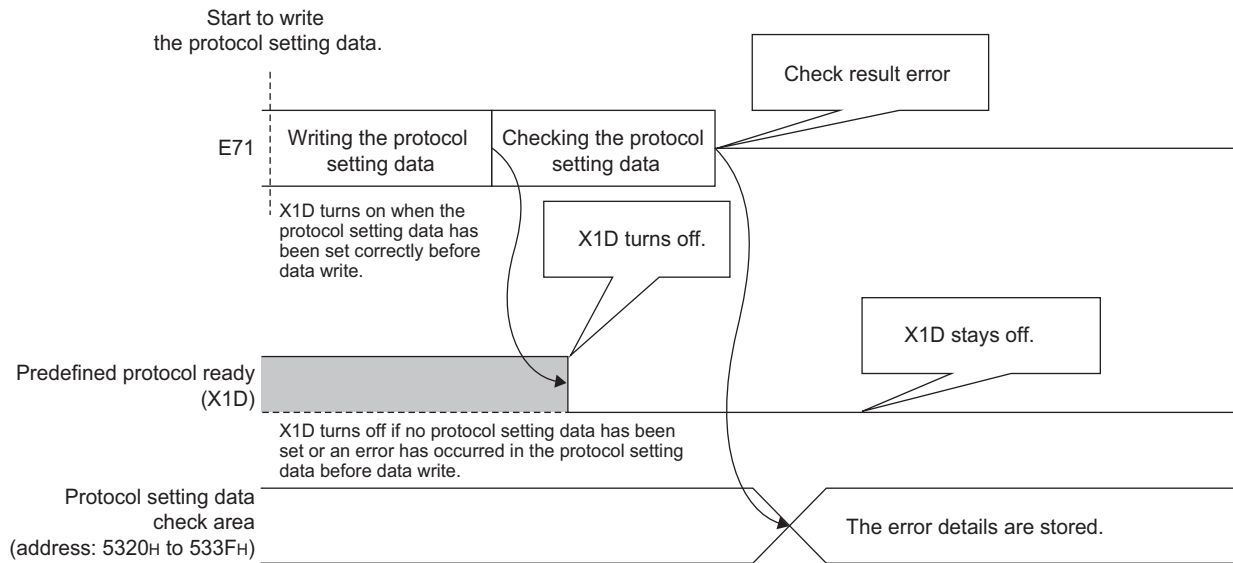 Start to write
the protocol setting data.
Check result error
E71
Writing the protocol
setting data
Checking the protocol
setting data
X1D turns on when the
protocol setting data has
been set correctly before
data write.
X1D turns off.
X1D stays off.
Predefined protocol ready
(X1D)
X1D turns off if no protocol setting data has been
set or an error has occurred in the protocol setting
data before data write.
Protocol setting data
check area
(address: 5320H to 533FH)
The error details are stored.